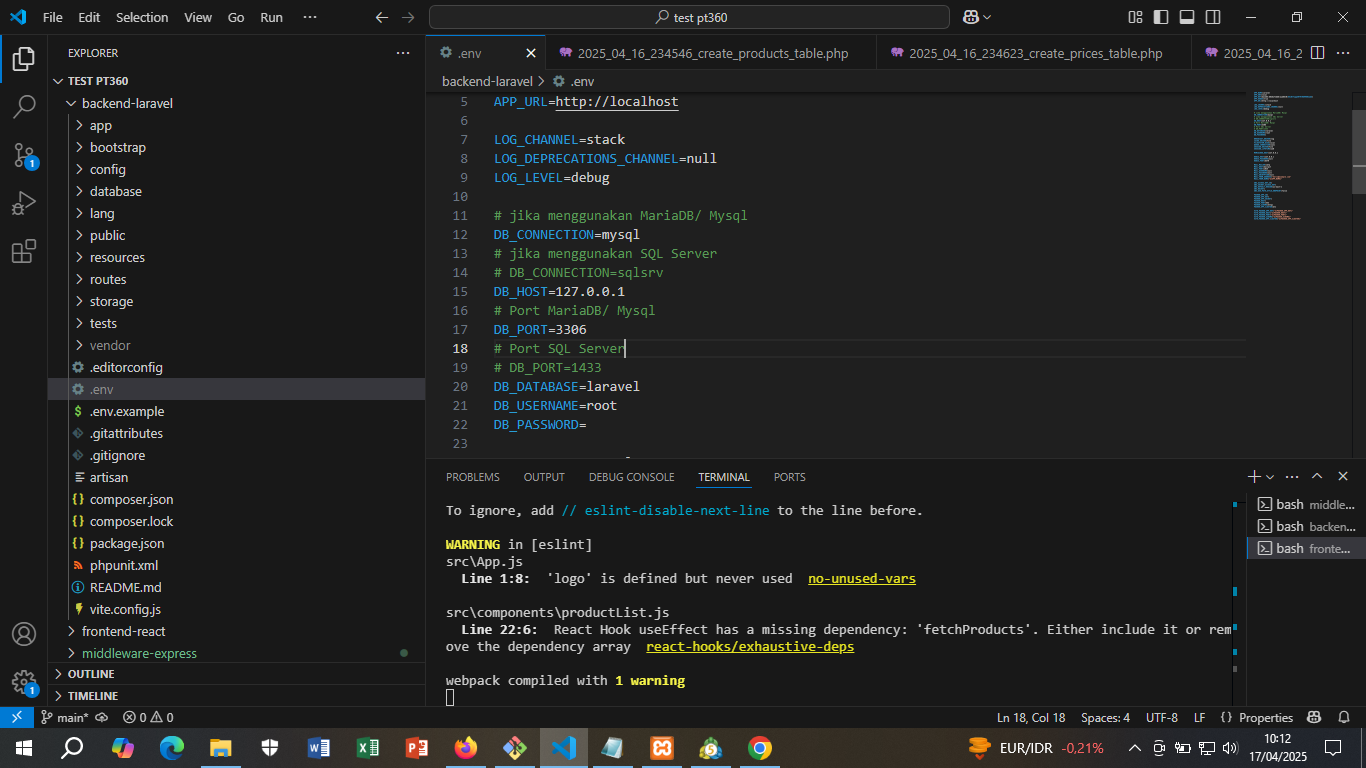 File Edit Selection View Go Run ··· test pt360
EXPLORER
TEST PT360
backend-laravel
app
bootstrap
config
database
lang
public
resources
routes
storage
tests
vendor
.editorconfig
.env
.env.example
.gitattributes
.gitignore
artisan
composer.json
composer.lock
package.json
phpunit.xml
README.md
vite.config.js
frontend-react
middleware-express
OUTLINE
TIMELINE
.env 2025_04_16_234546_create_products_table.php 2025_04_16_234623_create_prices_table.php 2025_04_16_2
backend-laravel > .env
5 APP_URL=http://localhost
6
7 LOG_CHANNEL=stack
8 LOG_DEPRECATIONS_CHANNEL=null
9 LOG_LEVEL=debug
10
11 # jika menggunakan MariaDB/ Mysql
12 DB_CONNECTION=mysql
13 # jika menggunakan SQL Server
14 # DB_CONNECTION=sqlsrv
15 DB_HOST=127.0.0.1
16 # Port MariaDB/ Mysql
17 DB_PORT=3306
18 # Port SQL Server
19 # DB_PORT=1433
20 DB_DATABASE=laravel
21 DB_USERNAME=root
22 DB_PASSWORD=
23
PROBLEMS OUTPUT DEBUG CONSOLE TERMINAL PORTS
To ignore, add // eslint-disable-next-line to the line before.
WARNING in [eslint]
src\App.js
Line 1:8: 'logo' is defined but never used no-unused-vars
src\components\productList.js
Line 22:6: React Hook useEffect has a missing dependency: 'fetchProducts'. Either include it or rem
ove the dependency array react-hooks/exhaustive-deps
webpack compiled with 1 warning
bash middle...
bash backen...
bash fronte...
1
1
main* 0 0 Ln 18, Col 18 Spaces: 4 UTF-8 LF {} Properties
EUR/IDR -0,21% 10:12
17/04/2025